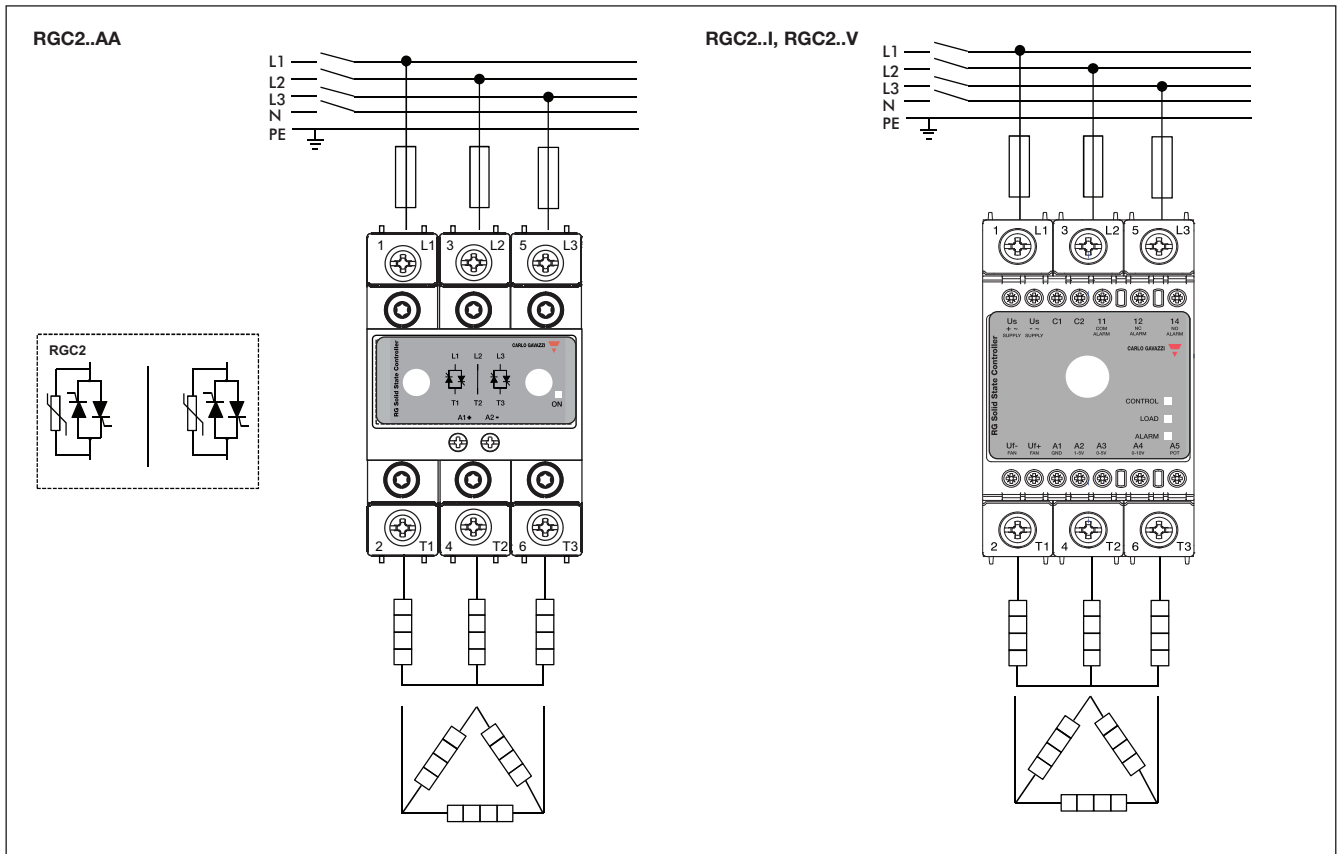 RGC2..AA
L1
L2
L3
N
PE
1 L1 3 L2 5 L3
RG Solid State Controller
CARLO GAVAZZI
L1 L2 L3
T1 T2 T3
ON
A1+ A2-
2 T1 4 T2 6 T3
RGC2
RGC2..I, RGC2..V
L1
L2
L3
N
PE
1 L1 3 L2 5 L3
Us Us C1 C2 11 12 14
+ ~ - ~ COM NC NO
SUPPLY SUPPLY ALARM ALARM ALARM
CARLO GAVAZZI
RG Solid State Controller
CONTROL
LOAD
ALARM
Uf- Uf+ A1 A2 A3 A4 A5
FAN FAN GND 1-5V 0-5V 0-10V POT
2 T1 4 T2 6 T3